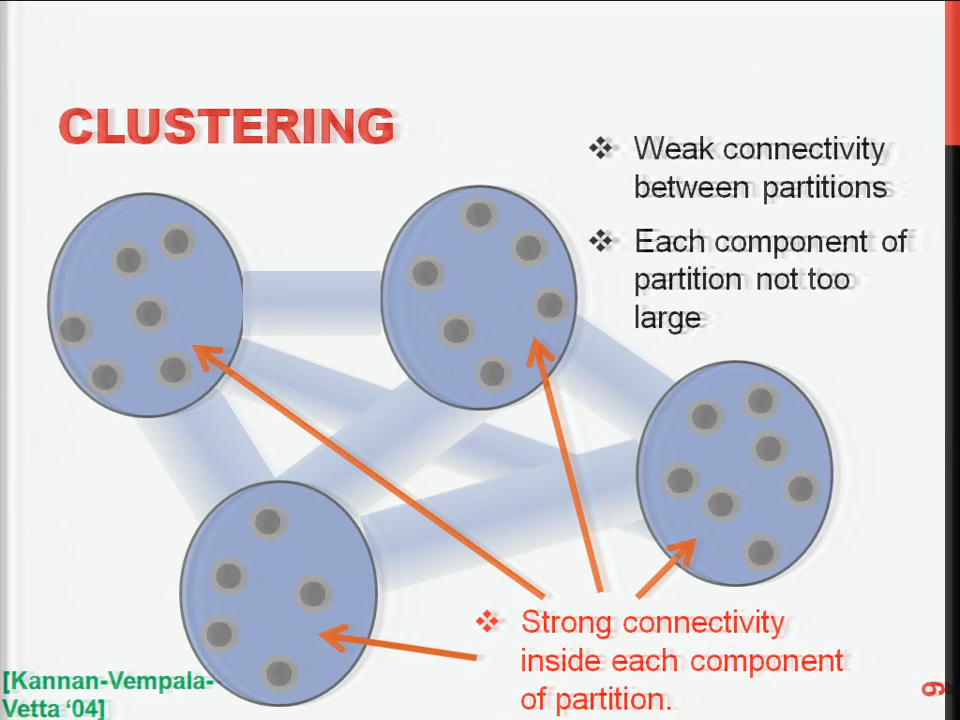 CLUSTERING
❖ Weak connectivity
between partitions
❖ Each component of
partition not too
large
❖ Strong connectivity
inside each component
of partition.
[Kannan-Vempala-
Vetta ‘04]
9